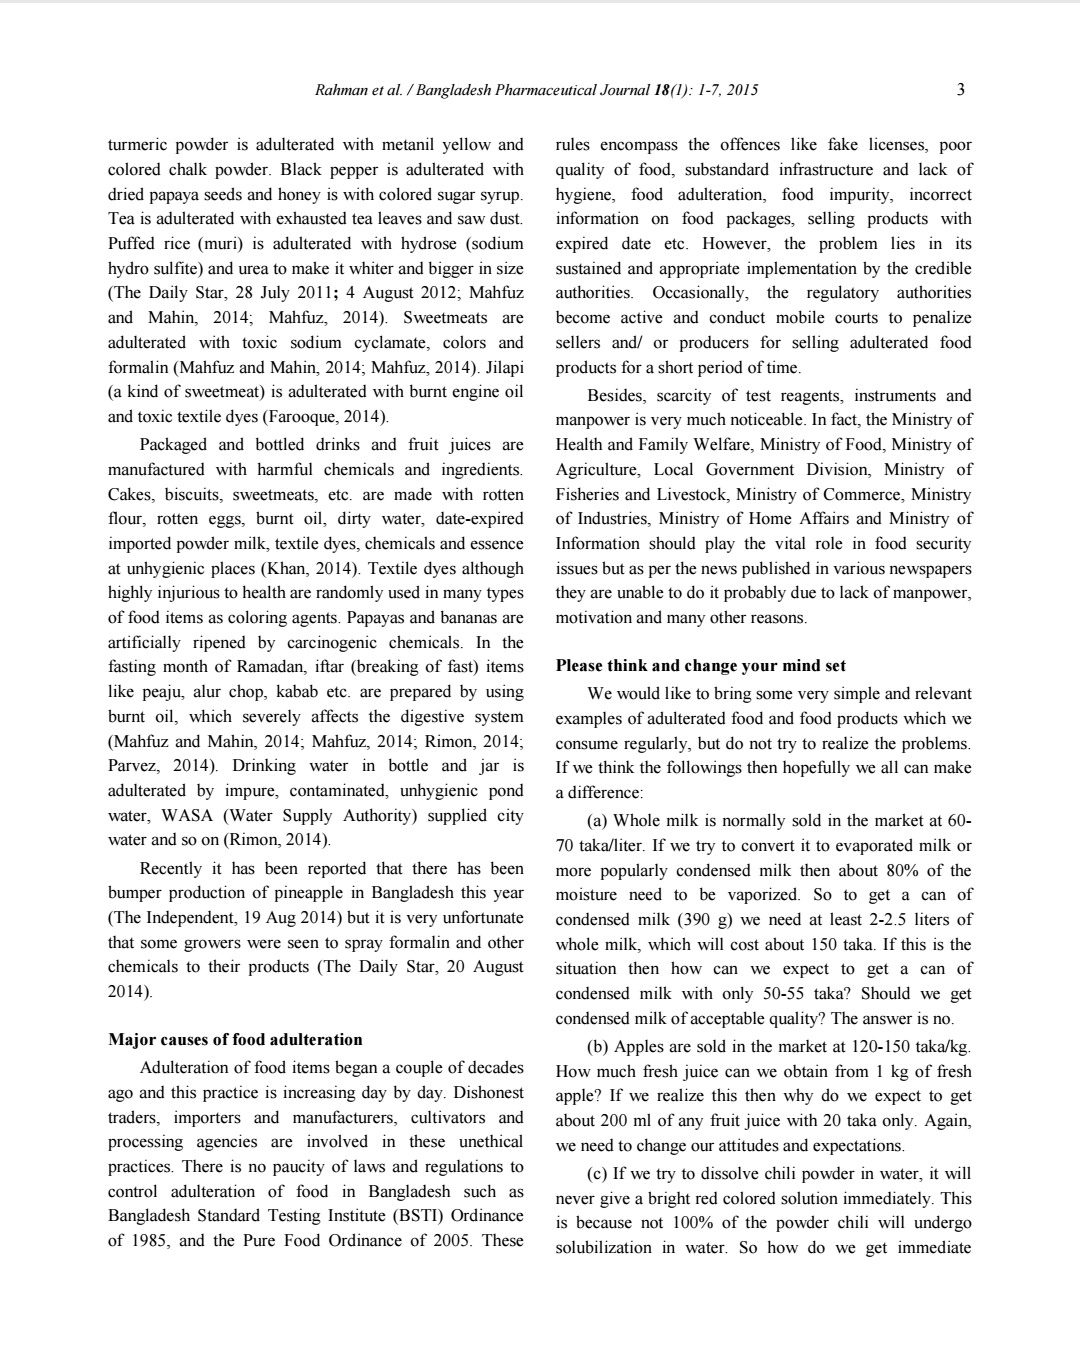 Rahman et al. / Bangladesh Pharmaceutical Journal 18(1): 1-7, 2015
3
turmeric powder is adulterated with metanil yellow and
colored chalk powder. Black pepper is adulterated with
dried papaya seeds and honey is with colored sugar syrup.
Tea is adulterated with exhausted tea leaves and saw dust.
Puffed rice (muri) is adulterated with hydrose (sodium
hydro sulfite) and urea to make it whiter and bigger in size
(The Daily Star, 28 July 2011; 4 August 2012; Mahfuz
and Mahin, 2014; Mahfuz, 2014). Sweetmeats are
adulterated with toxic sodium cyclamate, colors and
formalin (Mahfuz and Mahin, 2014; Mahfuz, 2014). Jilapi
(a kind of sweetmeat) is adulterated with burnt engine oil
and toxic textile dyes (Farooque, 2014).
Packaged and bottled drinks and fruit juices are
manufactured with harmful chemicals and ingredients.
Cakes, biscuits, sweetmeats, etc. are made with rotten
flour, rotten eggs, burnt oil, dirty water, date-expired
imported powder milk, textile dyes, chemicals and essence
at unhygienic places (Khan, 2014). Textile dyes although
highly injurious to health are randomly used in many types
of food items as coloring agents. Papayas and bananas are
artificially ripened by carcinogenic chemicals. In the
fasting month of Ramadan, iftar (breaking of fast) items
like peaju, alur chop, kabab etc. are prepared by using
burnt oil, which severely affects the digestive system
(Mahfuz and Mahin, 2014; Mahfuz, 2014; Rimon, 2014;
Parvez, 2014). Drinking water in bottle and jar is
adulterated by impure, contaminated, unhygienic pond
water, WASA (Water Supply Authority) supplied city
water and so on (Rimon, 2014).
Recently it has been reported that there has been
bumper production of pineapple in Bangladesh this year
(The Independent, 19 Aug 2014) but it is very unfortunate
that some growers were seen to spray formalin and other
chemicals to their products (The Daily Star, 20 August
2014).
Major causes of food adulteration
Adulteration of food items began a couple of decades
ago and this practice is increasing day by day. Dishonest
traders, importers and manufacturers, cultivators and
processing agencies are involved in these unethical
practices. There is no paucity of laws and regulations to
control adulteration of food in Bangladesh such as
Bangladesh Standard Testing Institute (BSTI) Ordinance
of 1985, and the Pure Food Ordinance of 2005. These
rules encompass the offences like fake licenses, poor
quality of food, substandard infrastructure and lack of
hygiene, food adulteration, food impurity, incorrect
information on food packages, selling products with
expired date etc. However, the problem lies in its
sustained and appropriate implementation by the credible
authorities. Occasionally, the regulatory authorities
become active and conduct mobile courts to penalize
sellers and/ or producers for selling adulterated food
products for a short period of time.
Besides, scarcity of test reagents, instruments and
manpower is very much noticeable. In fact, the Ministry of
Health and Family Welfare, Ministry of Food, Ministry of
Agriculture, Local Government Division, Ministry of
Fisheries and Livestock, Ministry of Commerce, Ministry
of Industries, Ministry of Home Affairs and Ministry of
Information should play the vital role in food security
issues but as per the news published in various newspapers
they are unable to do it probably due to lack of manpower,
motivation and many other reasons.
Please think and change your mind set
We would like to bring some very simple and relevant
examples of adulterated food and food products which we
consume regularly, but do not try to realize the problems.
If we think the followings then hopefully we all can make
a difference:
(a) Whole milk is normally sold in the market at 60-
70 taka/liter. If we try to convert it to evaporated milk or
more popularly condensed milk then about 80% of the
moisture need to be vaporized. So to get a can of
condensed milk (390 g) we need at least 2-2.5 liters of
whole milk, which will cost about 150 taka. If this is the
situation then how can we expect to get a can of
condensed milk with only 50-55 taka? Should we get
condensed milk of acceptable quality? The answer is no.
(b) Apples are sold in the market at 120-150 taka/kg.
How much fresh juice can we obtain from 1 kg of fresh
apple? If we realize this then why do we expect to get
about 200 ml of any fruit juice with 20 taka only. Again,
we need to change our attitudes and expectations.
(c) If we try to dissolve chili powder in water, it will
never give a bright red colored solution immediately. This
is because not 100% of the powder chili will undergo
solubilization in water. So how do we get immediate